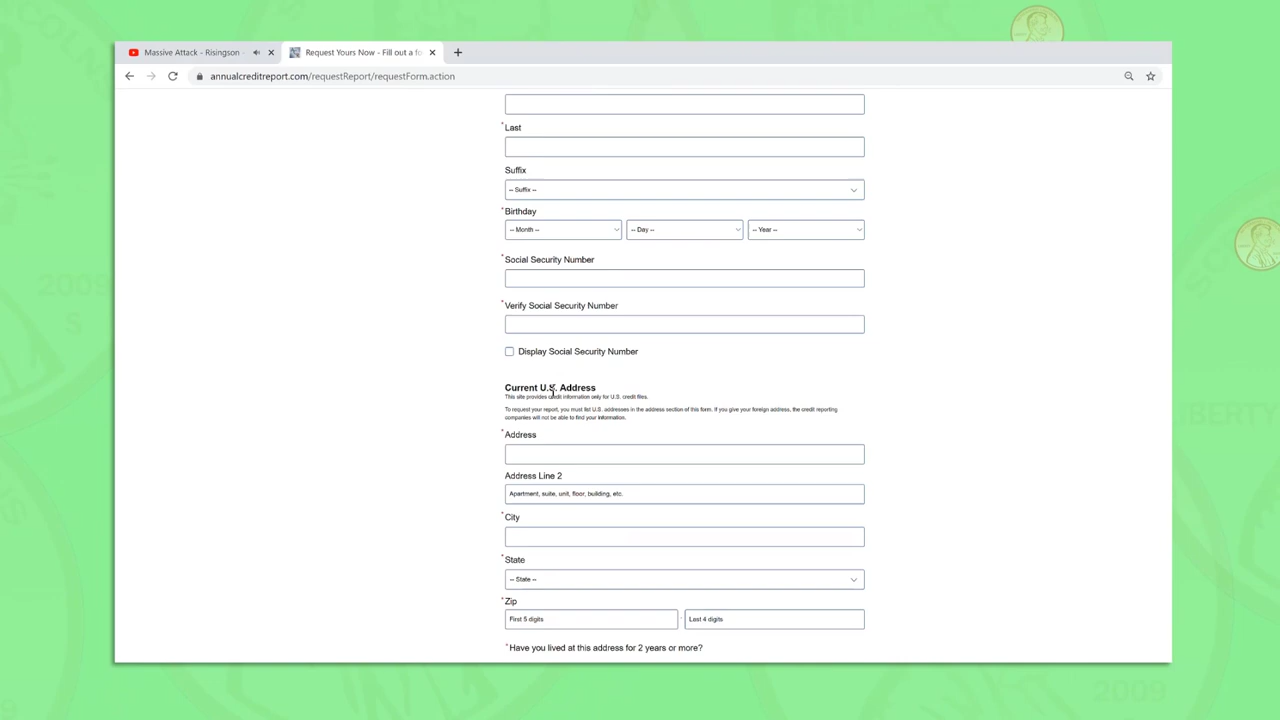 Massive Attack - Risingson
Request Yours Now - Fill out a fo
annualcreditreport.com/requestReport/requestForm.action
* Last
Suffix
-- Suffix --
* Birthday
-- Month -- -- Day -- -- Year --
* Social Security Number
* Verify Social Security Number
Display Social Security Number
Current U.S. Address
This site provides credit information only for U.S. credit files.
To request your report, you must list U.S. addresses in the address section of this form. If you give your foreign address, the credit reporting
companies will not be able to find your information.
* Address
Address Line 2
Apartment, suite, unit, floor, building, etc.
* City
* State
-- State --
* Zip
First 5 digits - Last 4 digits
* Have you lived at this address for 2 years or more?
2009
S
2009